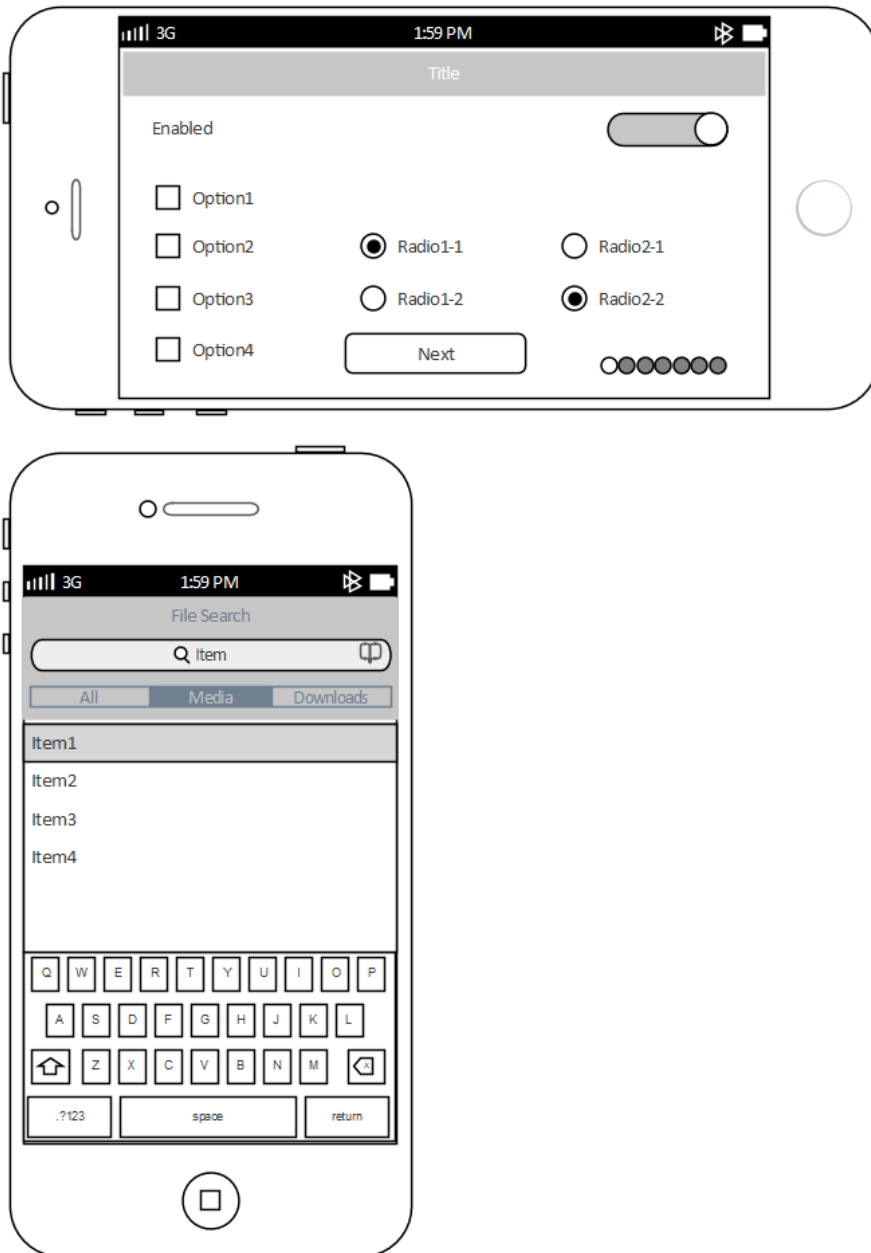 3G 1:59 PM
Title
Enabled
Option1
Option2 Radio1-1 Radio2-1
Option3 Radio1-2 Radio2-2
Option4 Next
3G 1:59 PM
File Search
Item
All Media Downloads
Item1
Item2
Item3
Item4
Q W E R T Y U I O P
A S D F G H J K L
Z X C V B N M X
.?123 space return